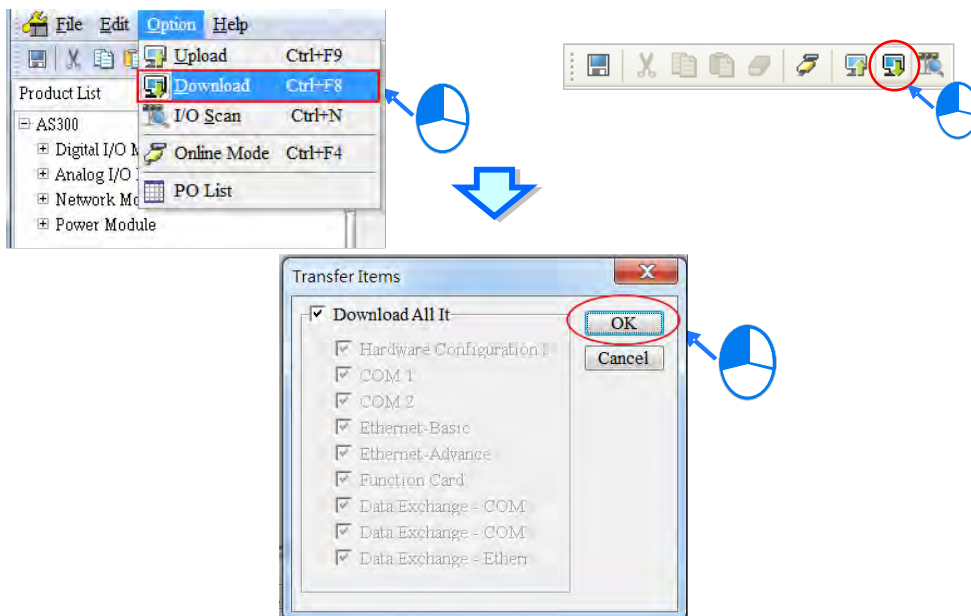 File Edit Option Help
Upload Ctrl+F9
Download Ctrl+F8
Product List
I/O Scan Ctrl+N
AS300
Digital I/O M
Online Mode Ctrl+F4
Analog I/O
PO List
Network Mo
Power Module
Transfer Items
Download All It
OK
Hardware Configuration
Cancel
COM 1
COM 2
Ethernet-Basic
Ethernet-Advance
Function Card
Data Exchange - COM
Data Exchange - COM
Data Exchange - Ethern